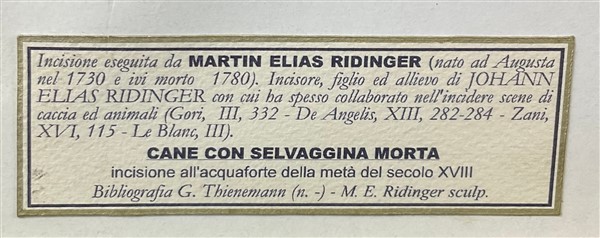 Incisione eseguita da MARTIN ELIAS RIDINGER (nato ad Augusta
nel 1730 e ivi morto 1780). Incisore, figlio ed allievo di JOHANN
ELIAS RIDINGER con cui ha spesso collaborato nell'incidere scene di
caccia ed animali (Gori, III, 332 - De Angelis, XIII, 282-284 - Zani,
XVI, 115 - Le Blanc, III).
CANE CON SELVAGGINA MORTA
incisione all'acquaforte della metà del secolo XVIII
Bibliografia G. Thienemann (n. -) - M. E. Ridinger sculp.